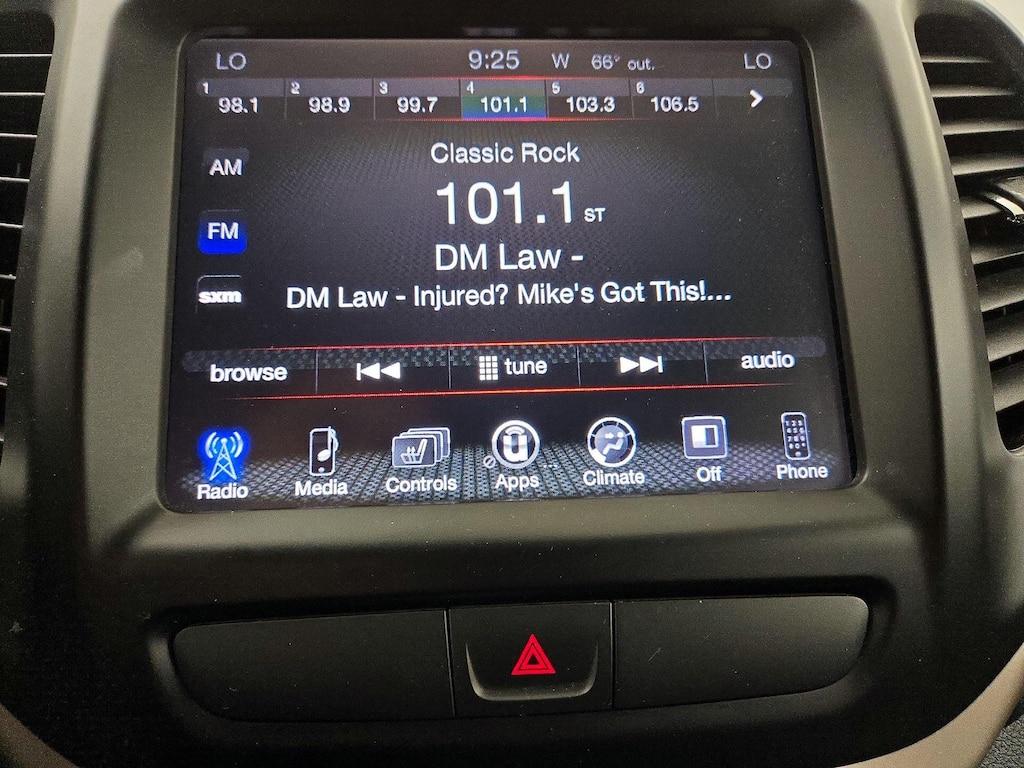 LO 9:25 W 66° out. LO
1 98.1 2 98.9 3 99.7 4 101.1 5 103.3 6 106.5
AM
Classic Rock
101.1 ST
FM
DM Law -
sxm
DM Law - Injured? Mike's Got This!...
browse tune audio
Radio Media Controls Apps Climate Off Phone